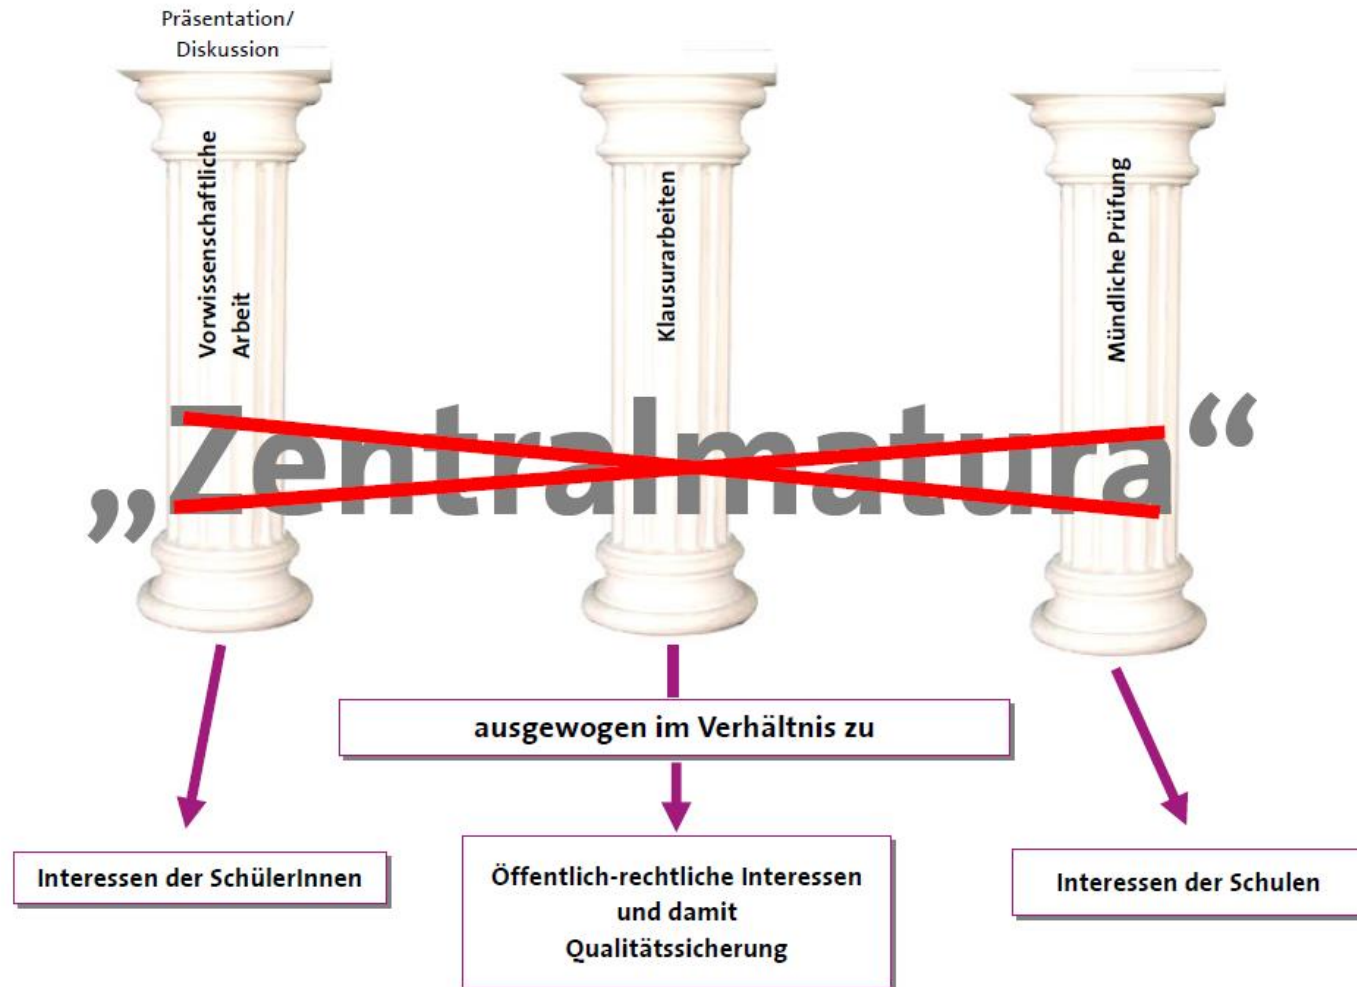 Präsentation/
Diskussion
Vorwissenschaftliche
Arbeit
Klausurarbeiten
Mündliche Prüfung
„Zentralmatura“
ausgewogen im Verhältnis zu
Interessen der SchülerInnen
Öffentlich-rechtliche Interessen
und damit
Qualitätssicherung
Interessen der Schulen